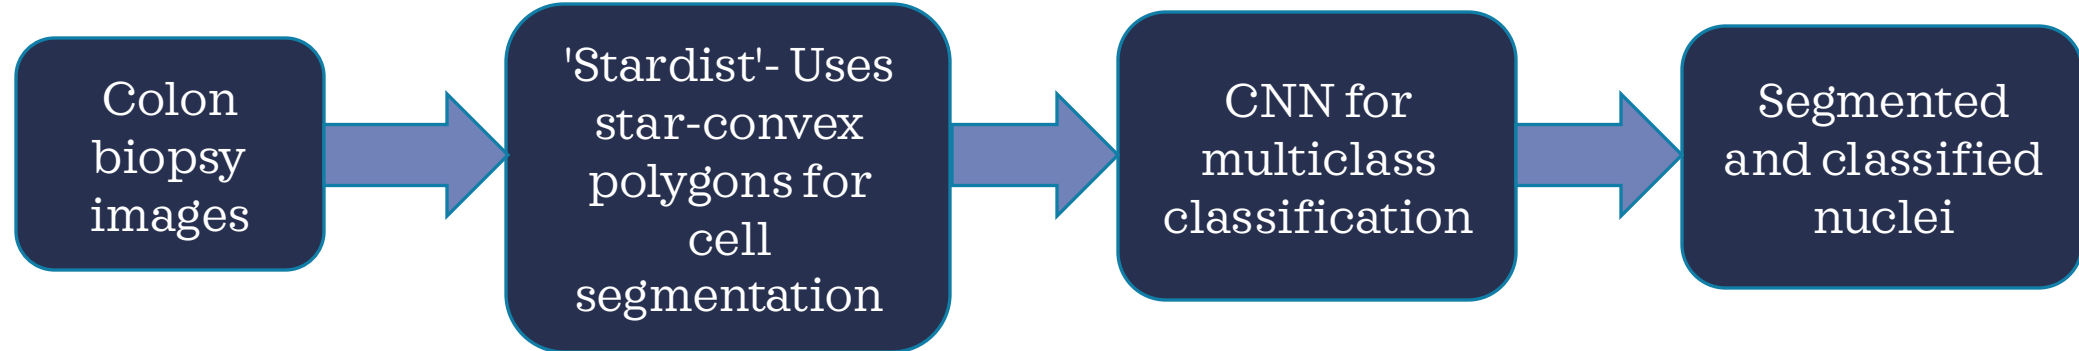 Colon
biopsy
images
'Stardist'- Uses
star-convex
polygons for
cell
segmentation
CNN for
multiclass
classification
Segmented
and classified
nuclei